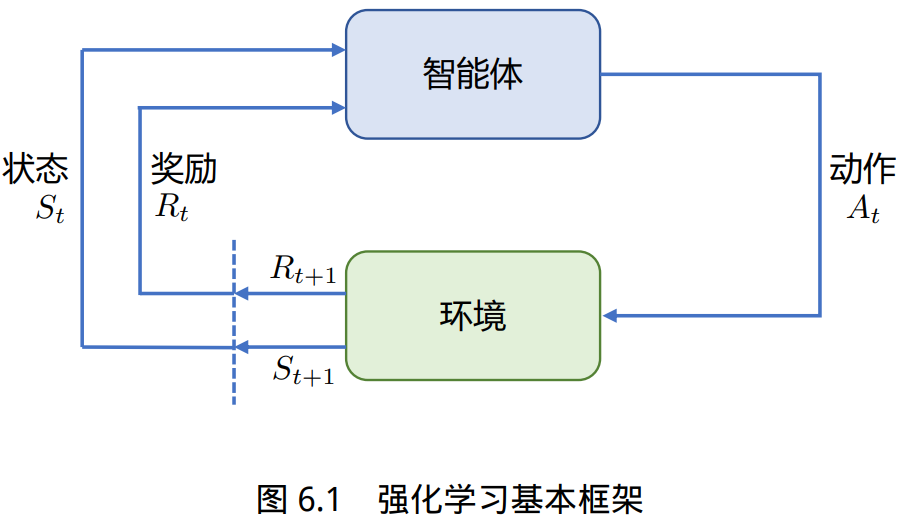 智能体
状态
S_t
奖励
R_t
动作
A_t
R_{t+1}
环境
S_{t+1}
图 6.1 强化学习基本框架